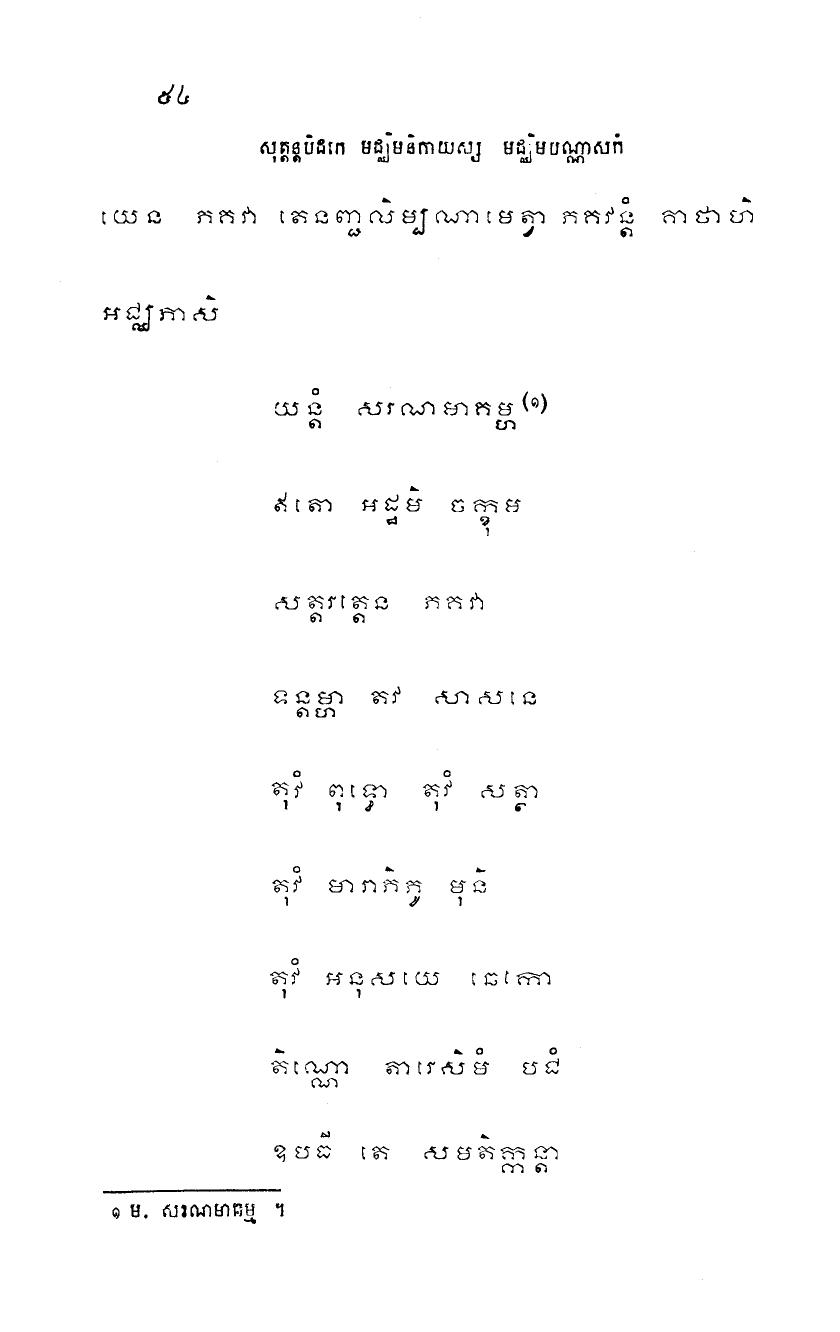 ៩៤
សុត្តន្តបិដកេ មជ្ឈិមនិកាយស្ស មជ្ឈិមបណ្ណាសកំ
យេន ភគវា តេនញ្ជលិម្បណាមេត្វា ភគវន្តំ គាថាហិ
អជ្ឈភាសិ
យន្តំ សរណមាគម្ហ (១)
ឥតោ អដ្ឋមិ ចក្ខុម
សត្តរត្តេន ភគវា
ទន្តម្ហា តវ សាសនេ
តុវំ ពុទ្ធោ តុវំ សត្ថា
តុវំ មារាភិភូ មុនិ
តុវំ អនុសយេ ឆេត្វា
តិណ្ណោ តារេសិមំ បជំ
ឧបធី តេ សមតិក្កន្តា
១ ម. សរណមាគម្ម ។